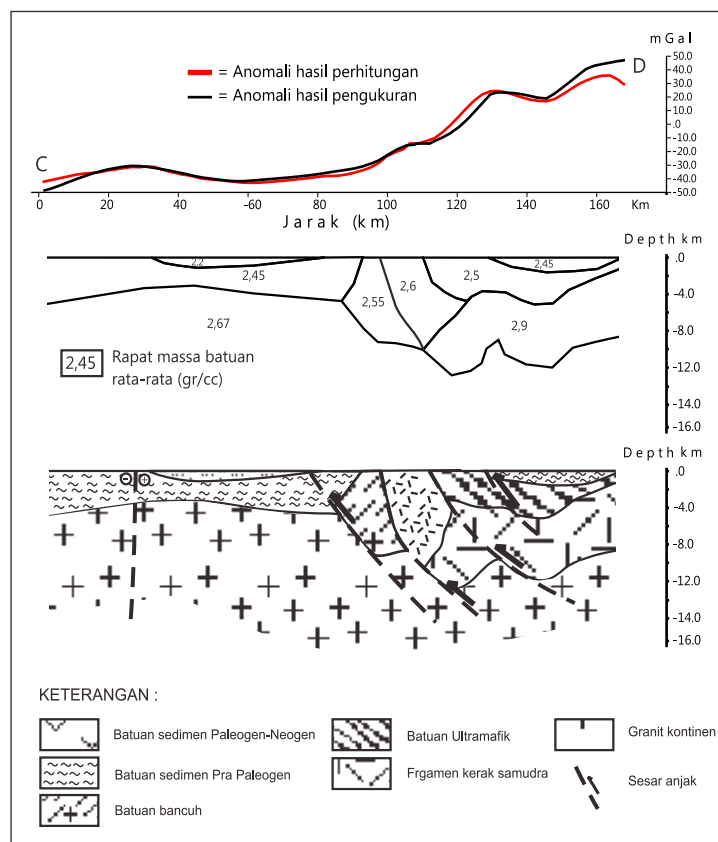 mGal
= Anomali hasil perhitungan
= Anomali hasil pengukuran
C
D
50.0
40.0
30.0
20.0
10.0
.0
-10.0
-20.0
-30.0
-40.0
-50.0
0 20 40 -60 80 100 120 140 160 Km
Jarak (km)
Depth km
.0
-4.0
-8.0
-12.0
-16.0
2,2
2,45
2,67
2,55
2,6
2,5
2,45
2,9
2,45
Rapat massa batuan
rata-rata (gr/cc)
Depth km
.0
-4.0
-8.0
-12.0
-14.0
-16.0
KETERANGAN :
Batuan sedimen Paleogen-Neogen
Batuan sedimen Pra Paleogen
Batuan bancuh
Batuan Ultramafik
Frgamen kerak samudra
Granit kontinen
Sesar anjak